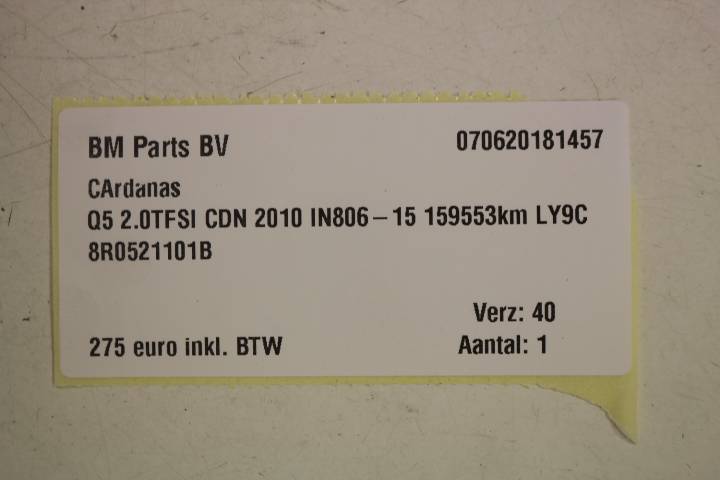 BM Parts BV 070620181457
CArdanas
Q5 2.0TFSI CDN 2010 IN806-15 159553km LY9C
8R0521101B
Verz: 40
275 euro inkl. BTW Aantal: 1